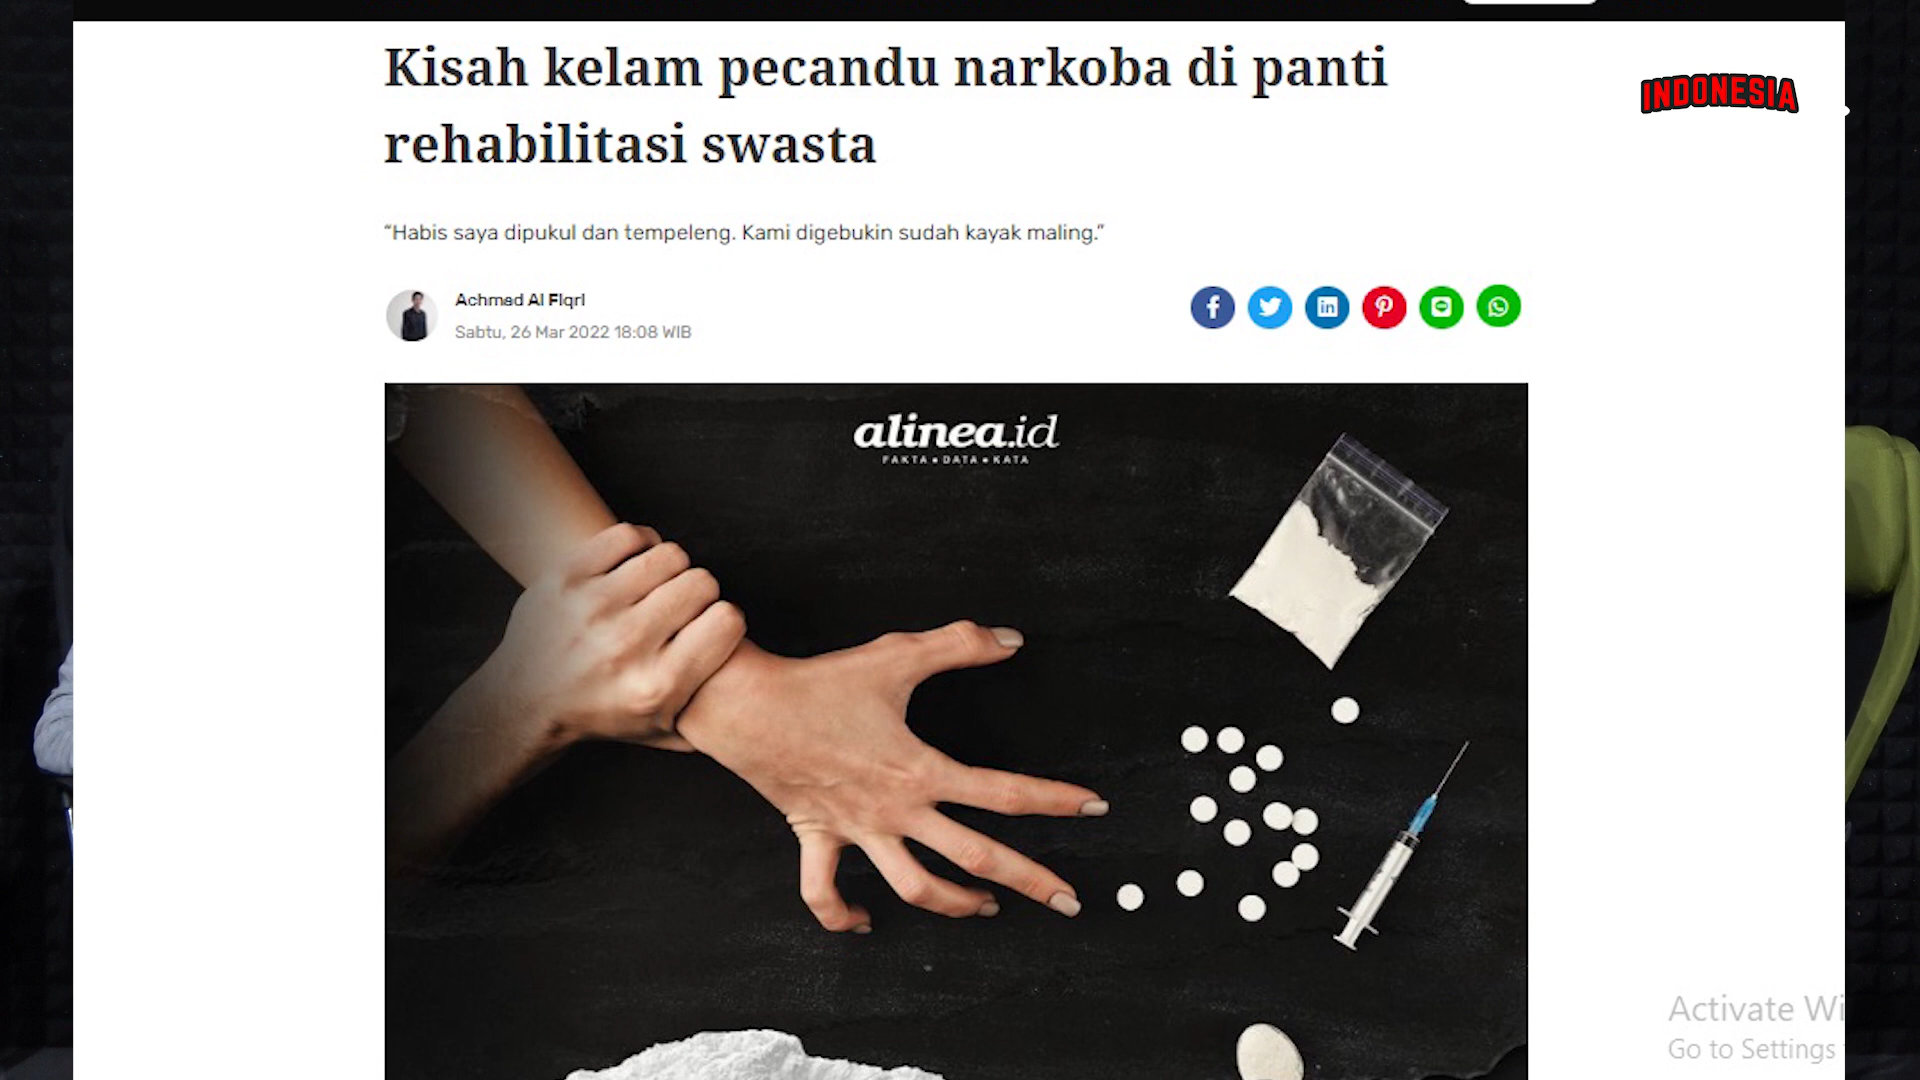 Kisah kelam pecandu narkoba di panti
rehabilitasi swasta
INDONESIA
“Habis saya dipukul dan tempeleng. Kami digebukin sudah kayak maling.”
Achmad Al Fiqri
Sabtu, 26 Mar 2022 18:08 WIB
alinea.id
FAKTA • DATA • KATA
Activate Wi
Go to Settings